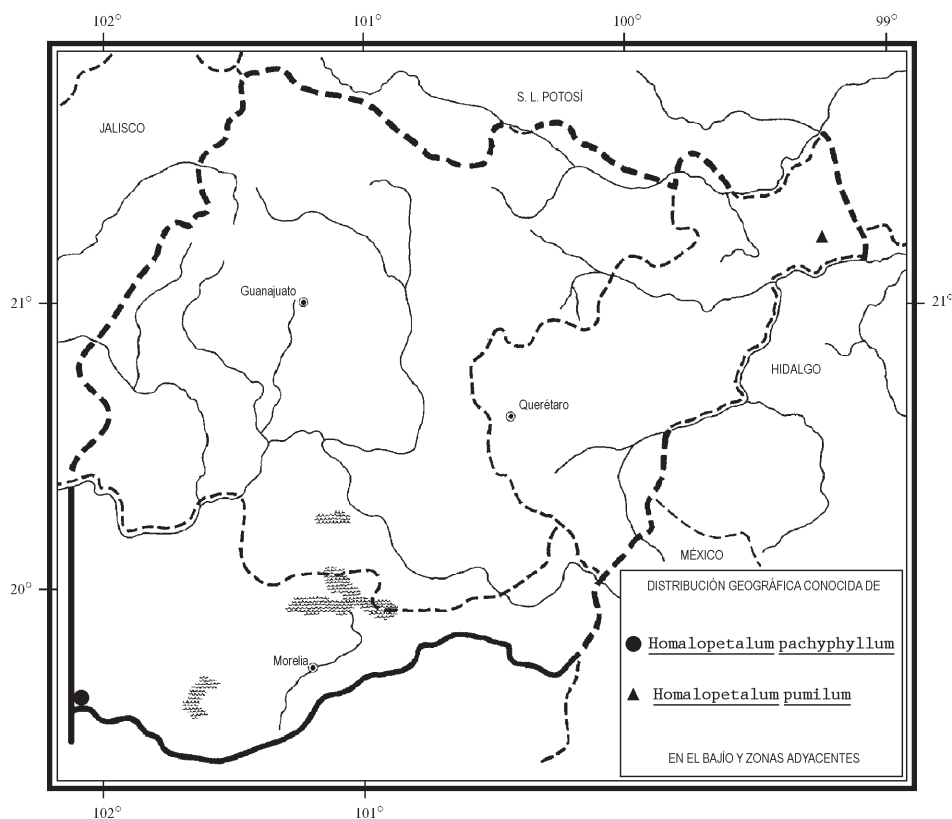 102° 101° 100° 99°
S. L. POTOSÍ
JALISCO
Guanajuato
21° 21°
HIDALGO
Querétaro
MÉXICO
20°
DISTRIBUCIÓN GEOGRÁFICA CONOCIDA DE
Homalopetalum pachyphyllum
Morelia
Homalopetalum pumilum
EN EL BAJÍO Y ZONAS ADYACENTES
102° 101°